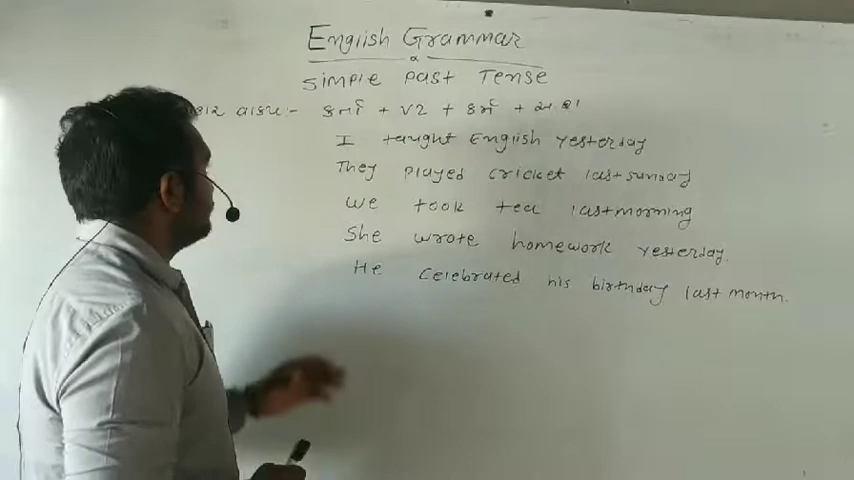 English Grammar
Simple Past Tense
હકાર વાક્ય :- કર્તા + V2 + કર્મ + અ.શ.
I taught English yesterday
They played cricket last sunday
We took tea last morning
She wrote homework yesterday.
He celebrated his birthday last month.